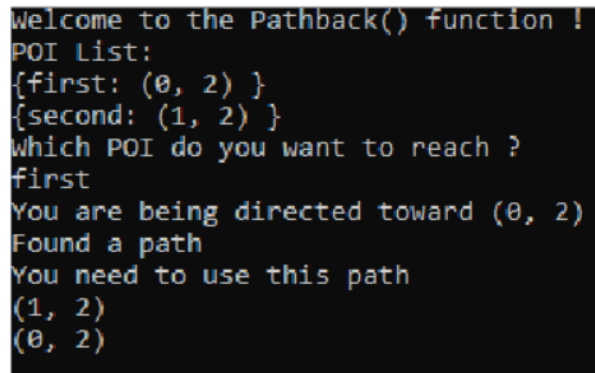 Welcome to the Pathback() function !
POI List:
{first: (0, 2) }
{second: (1, 2) }
Which POI do you want to reach ?
first
You are being directed toward (0, 2)
Found a path
You need to use this path
(1, 2)
(0, 2)